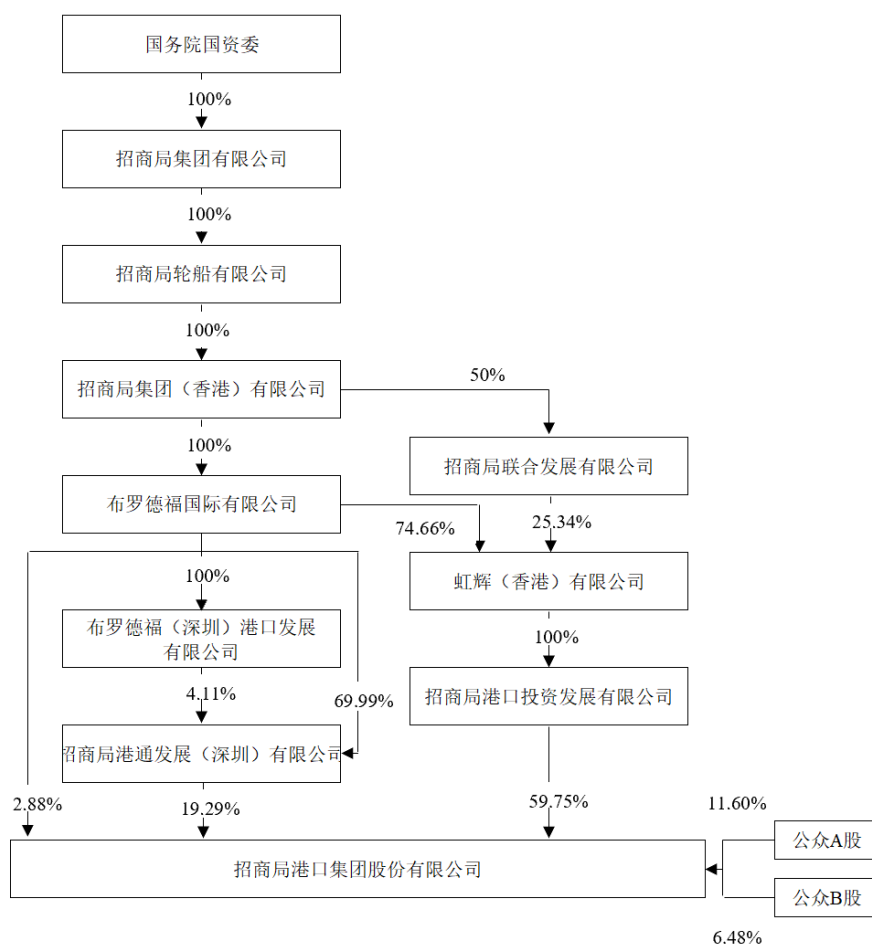 国务院国资委
100%
招商局集团有限公司
100%
招商局轮船有限公司
100%
招商局集团（香港）有限公司
50%
100%
招商局联合发展有限公司
布罗德福国际有限公司
74.66%
25.34%
100%
虹辉（香港）有限公司
布罗德福（深圳）港口发展
有限公司
100%
4.11%
69.99%
招商局港口投资发展有限公司
招商局港通发展（深圳）有限公司
2.88%
19.29%
59.75%
11.60%
公众A股
招商局港口集团股份有限公司
公众B股
6.48%